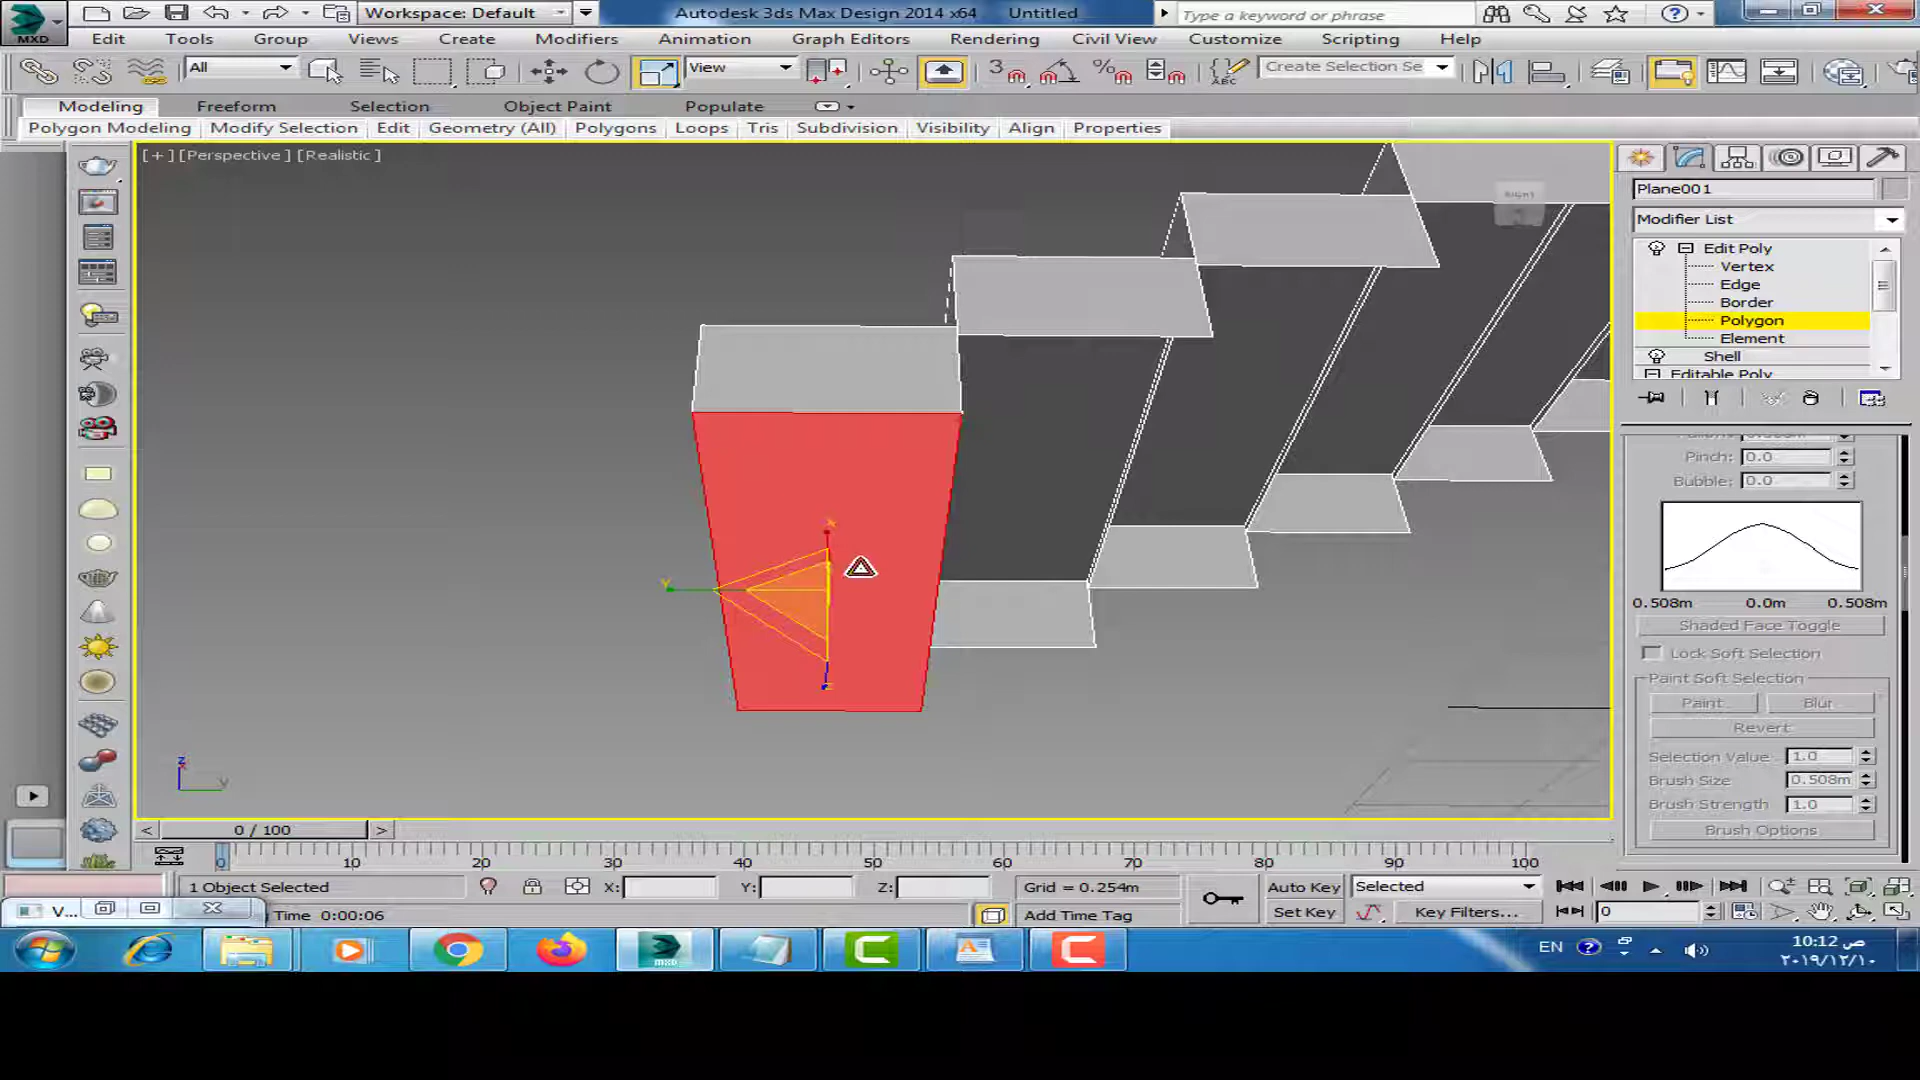 MXD
Workspace: Default
Autodesk 3ds Max Design 2014 x64 Untitled
Type a keyword or phrase
Edit Tools Group Views Create Modifiers Animation Graph Editors Rendering Civil View Customize Scripting Help
All
View
3
ABC
Create Selection Se
Modeling Freeform Selection Object Paint Populate
Polygon Modeling Modify Selection Edit Geometry (All) Polygons Loops Tris Subdivision Visibility Align Properties
[+] [Perspective] [Realistic]
RIGHT
Plane001
Modifier List
Edit Poly
Vertex
Edge
Border
Polygon
Element
Shell
Editable Poly
Pinch: 0.0
Bubble: 0.0
0.508m 0.0m 0.508m
Shaded Face Toggle
Lock Soft Selection
Paint Soft Selection
Paint Blur
Revert
Selection Value 1.0
Brush Size 0.508m
Brush Strength 1.0
Brush Options
x
Y
z
z
y
< 0 / 100 >
0 10 20 30 40 50 60 70 80 90 100
1 Object Selected X: Y: Z: Grid = 0.254m Auto Key Selected
V... Time 0:00:06 Add Time Tag Set Key Key Filters... 0
EN
10:12 ص
٢٠١٩/١٢/١٠